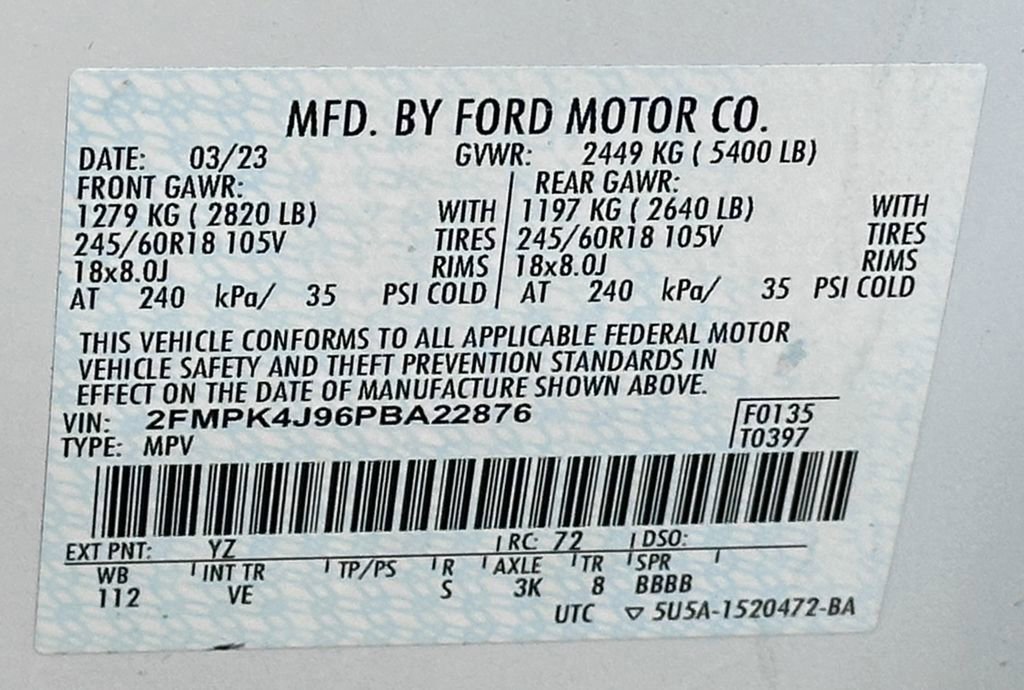 MFD. BY FORD MOTOR CO.
DATE: 03/23 GVWR: 2449 KG ( 5400 LB)
FRONT GAWR: REAR GAWR:
1279 KG ( 2820 LB) WITH 1197 KG ( 2640 LB) WITH
245/60R18 105V TIRES 245/60R18 105V TIRES
18x8.0J RIMS 18x8.0J RIMS
AT 240 kPa/ 35 PSI COLD AT 240 kPa/ 35 PSI COLD
THIS VEHICLE CONFORMS TO ALL APPLICABLE FEDERAL MOTOR
VEHICLE SAFETY AND THEFT PREVENTION STANDARDS IN
EFFECT ON THE DATE OF MANUFACTURE SHOWN ABOVE.
VIN: 2FMPK4J96PBA22876 F0135
TYPE: MPV T0397
EXT PNT: YZ RC: 72 DSO:
WB INT TR TP/PS R AXLE TR SPR
112 VE S 3K 8 BBBB
UTC ▽ 5U5A-1520472-BA